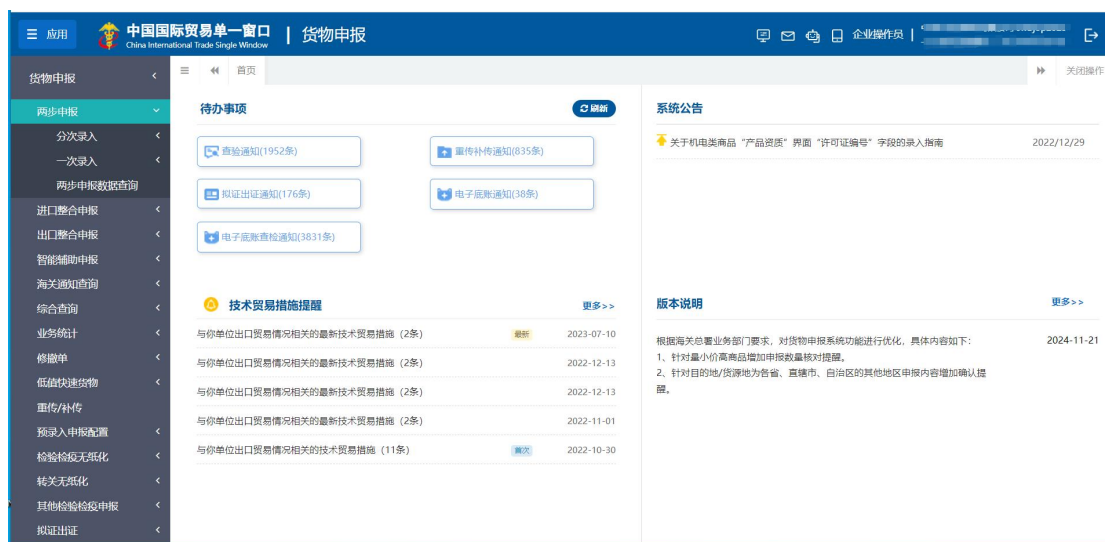 应用
中国国际贸易单一窗口 | 货物申报
China International Trade Single Window
企业操作员 |
货物申报
首页
关闭操作
两步申报
分次录入
一次录入
两步申报数据查询
进口整合申报
出口整合申报
智能辅助申报
海关通知查询
综合查询
业务统计
修撤单
低值快速货物
重传/补传
预录入申报配置
检验检疫无纸化
转关无纸化
其他检验检疫申报
拟证出证
待办事项
刷新
查验通知(1952条)
重传补传通知(835条)
拟证出证通知(176条)
电子底账通知(38条)
电子底账查检通知(3831条)
系统公告
关于机电类商品 “产品资质” 界面 “许可证编号” 字段的录入指南 2022/12/29
技术贸易措施提醒
更多>>
与你单位出口贸易情况相关的最新技术贸易措施 (2条) 最新 2023-07-10
与你单位出口贸易情况相关的最新技术贸易措施 (2条) 2022-12-13
与你单位出口贸易情况相关的最新技术贸易措施 (2条) 2022-12-13
与你单位出口贸易情况相关的最新技术贸易措施 (2条) 2022-11-01
与你单位出口贸易情况相关的技术贸易措施 (11条) 首次 2022-10-30
版本说明
更多>>
根据海关总署业务部门要求，对货物申报系统功能进行优化，具体内容如下： 2024-11-21
1、针对量小价高商品增加申报数量核对提醒。
2、针对目的地/货源地为各省、直辖市、自治区的其他地区申报内容增加确认提
醒。